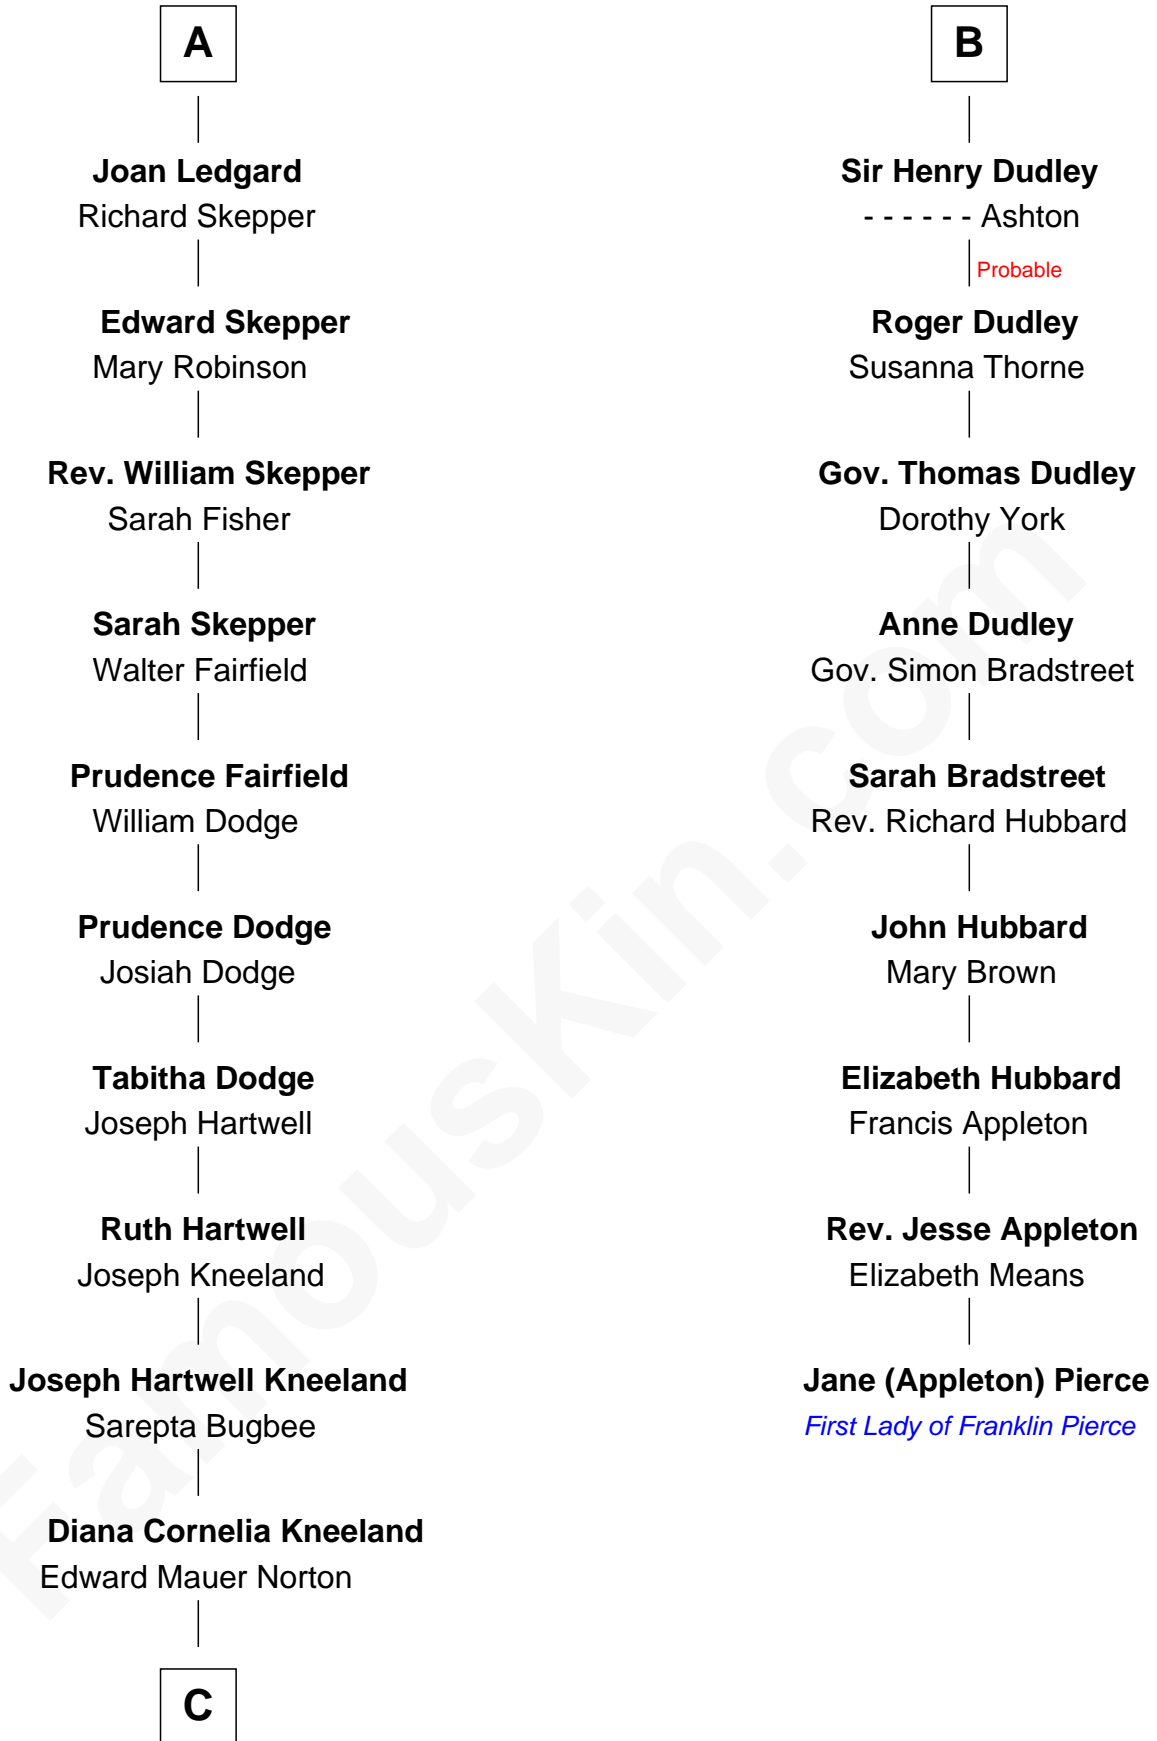 A
Joan Ledgard
Richard Skepper
Edward Skepper
Mary Robinson
Rev. William Skepper
Sarah Fisher
Sarah Skepper
Walter Fairfield
Prudence Fairfield
William Dodge
Prudence Dodge
Josiah Dodge
Tabitha Dodge
Joseph Hartwell
Ruth Hartwell
Joseph Kneeland
Joseph Hartwell Kneeland
Sarepta Bugbee
Diana Cornelia Kneeland
Edward Mauer Norton
C
B
Sir Henry Dudley
- - - - - - Ashton
Probable
Roger Dudley
Susanna Thorne
Gov. Thomas Dudley
Dorothy York
Anne Dudley
Gov. Simon Bradstreet
Sarah Bradstreet
Rev. Richard Hubbard
John Hubbard
Mary Brown
Elizabeth Hubbard
Francis Appleton
Rev. Jesse Appleton
Elizabeth Means
Jane (Appleton) Pierce
First Lady of Franklin Pierce
FamousKin.com